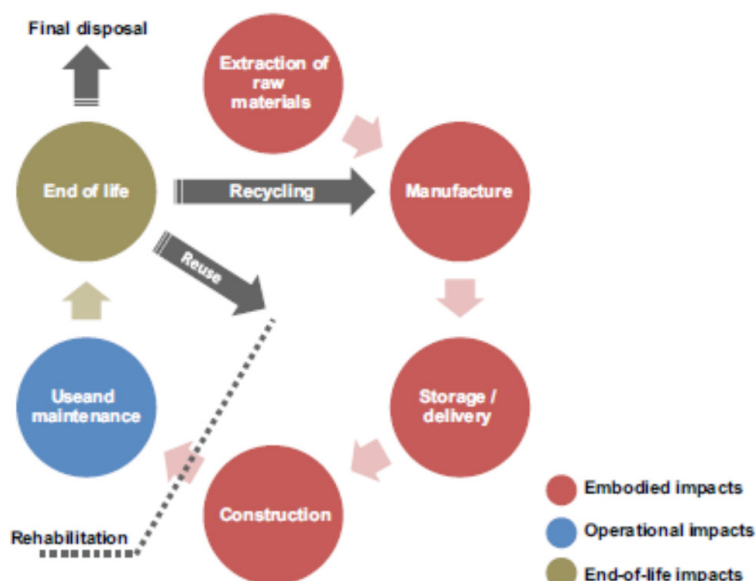 Final disposal
Extraction of
raw
materials
End of life
Recycling
Manufacture
Reuse
Useand
maintenance
Storage /
delivery
Construction
Rehabilitation
Embodied impacts
Operational impacts
End-of-life impacts